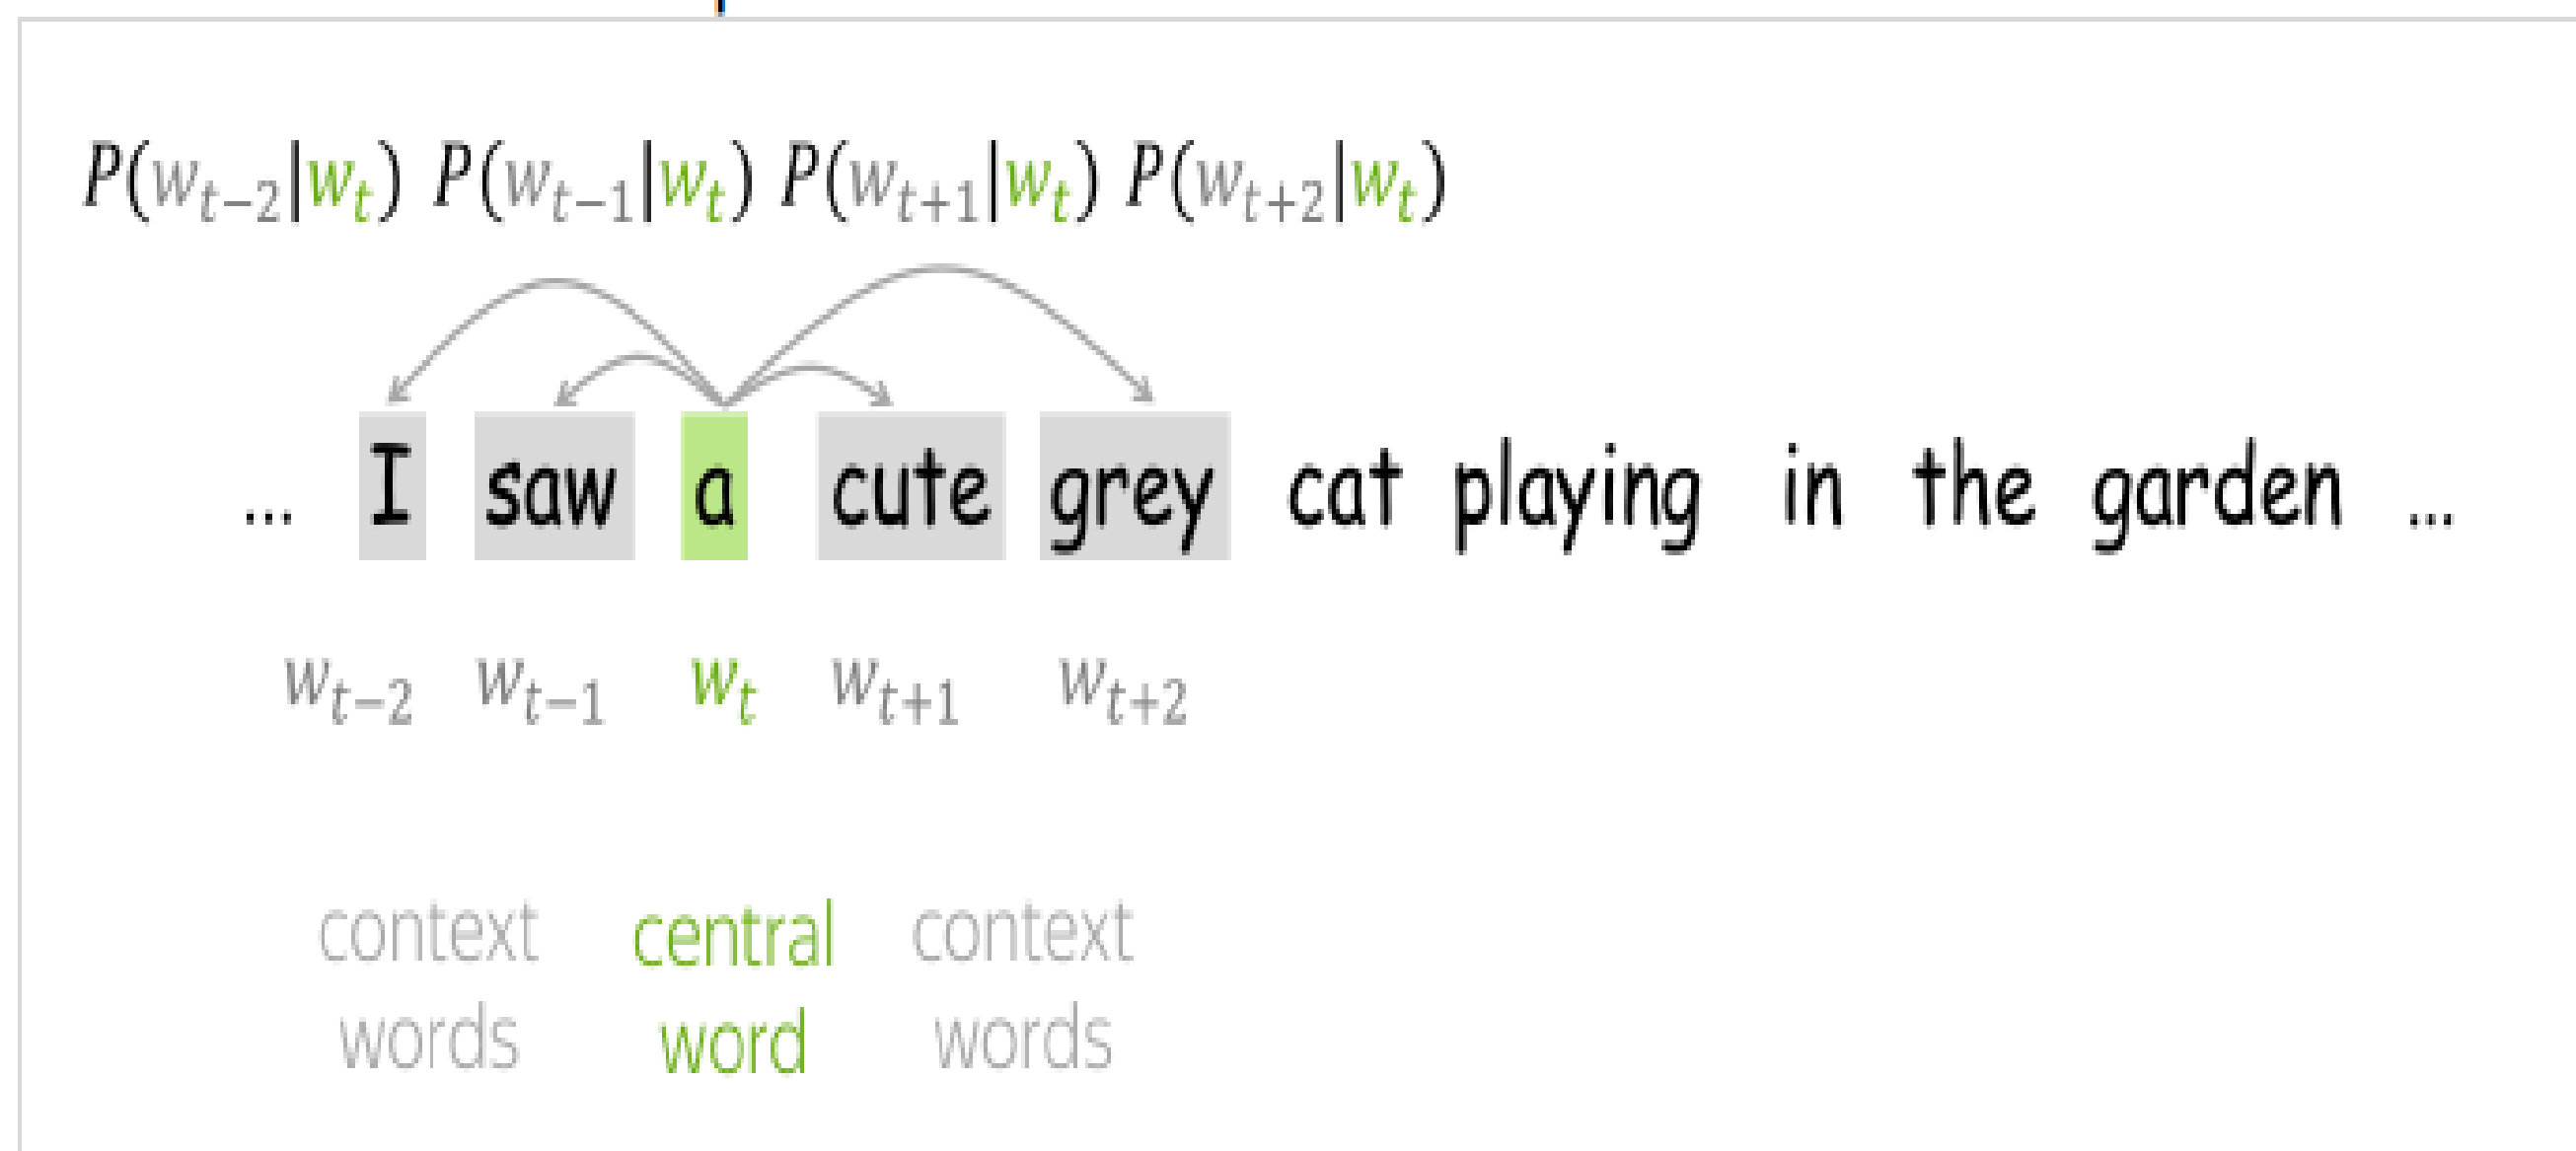 P(w_{t−2}|w_t) P(w_{t−1}|w_t) P(w_{t+1}|w_t) P(w_{t+2}|w_t)
... I saw a cute grey cat playing in the garden ...
w_{t−2} w_{t−1} w_t w_{t+1} w_{t+2}
context central context
words word words